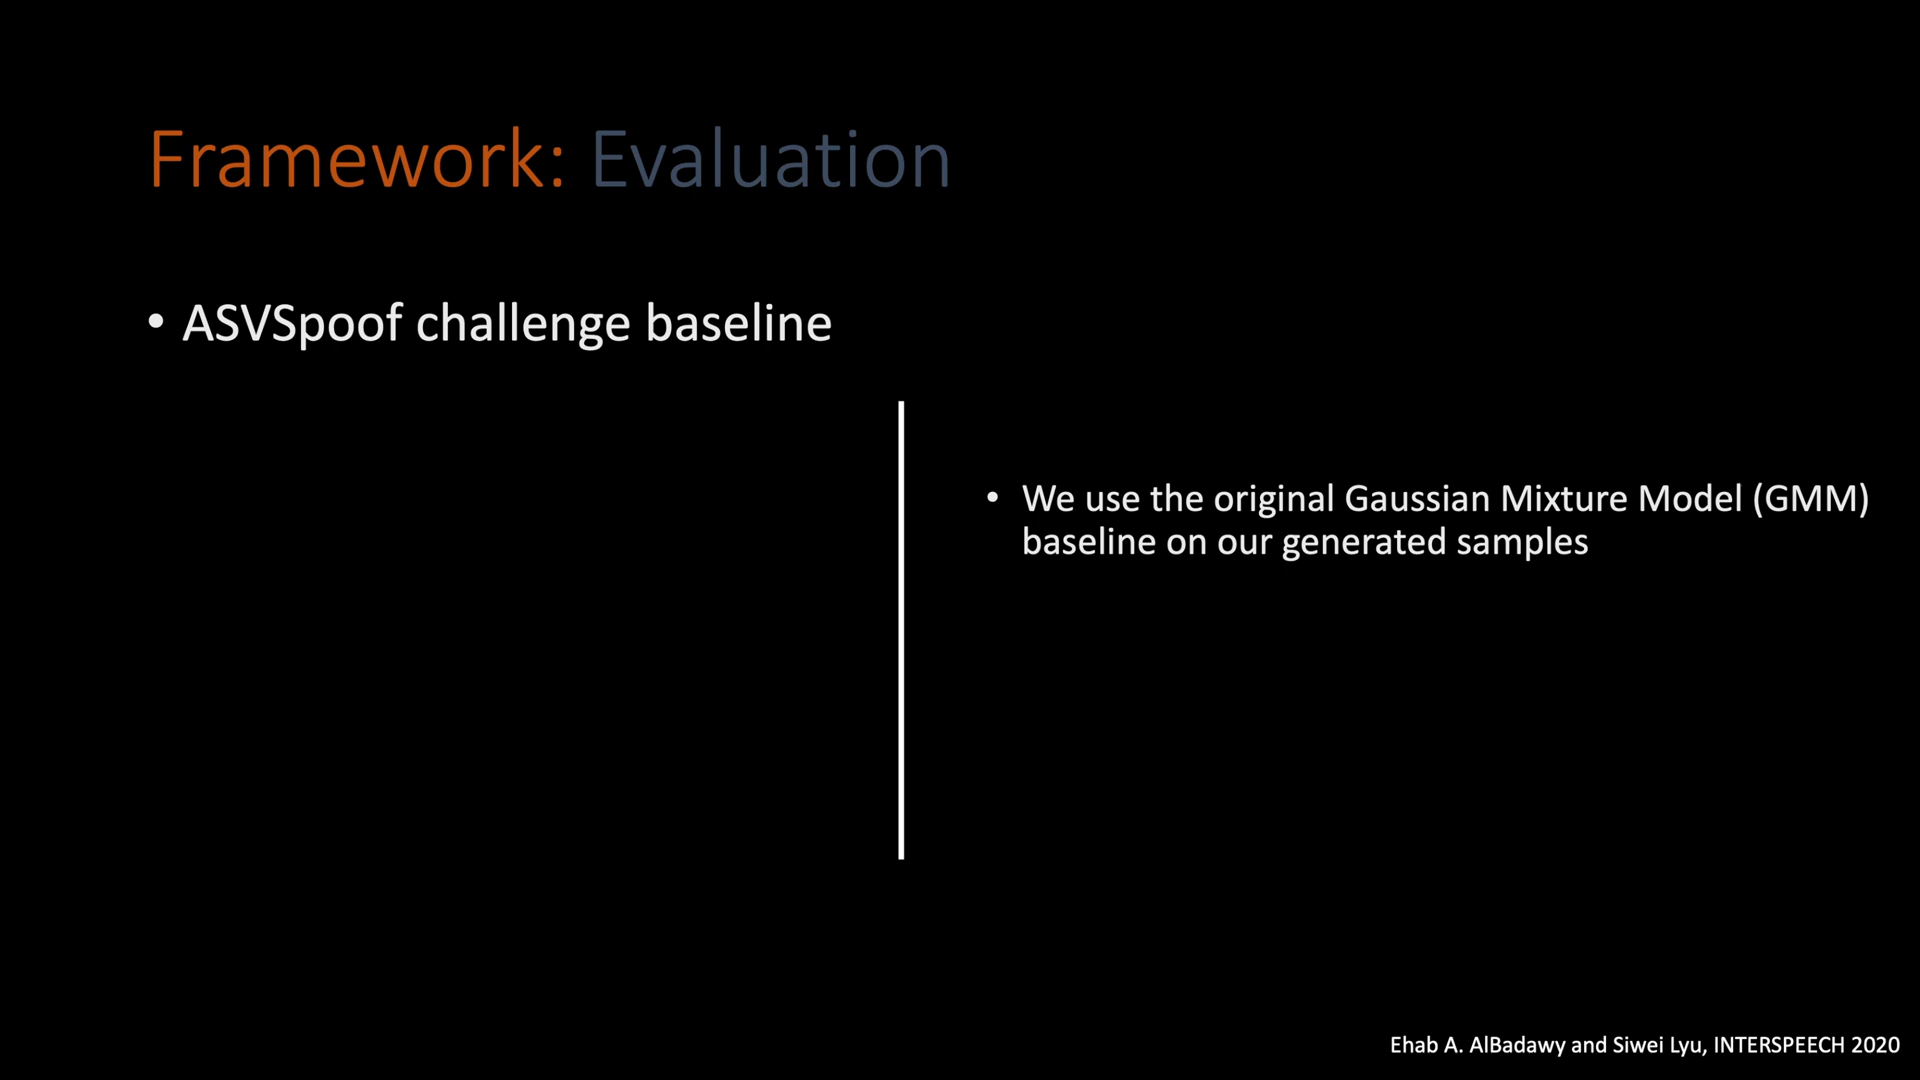 Framework: Evaluation
• ASVSpoof challenge baseline
• We use the original Gaussian Mixture Model (GMM)
baseline on our generated samples
Ehab A. AlBadawy and Siwei Lyu, INTERSPEECH 2020